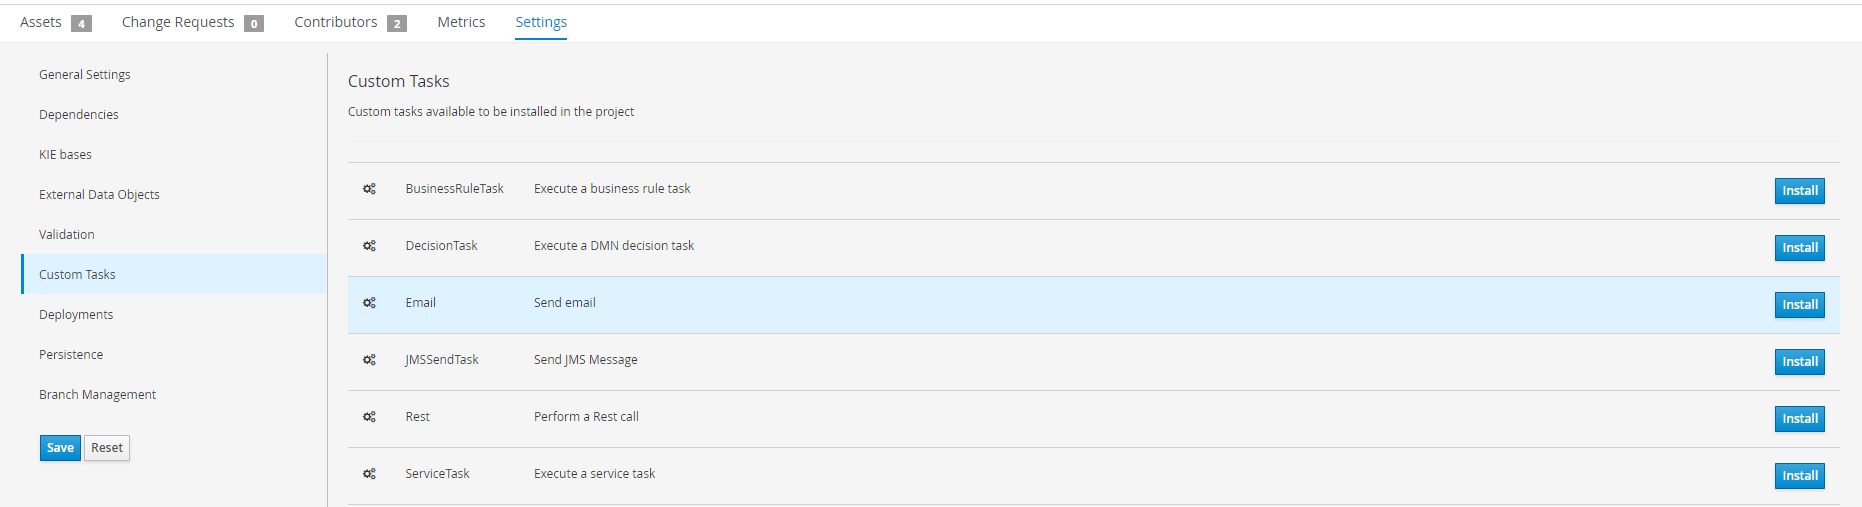 Assets 4 Change Requests 0 Contributors 2 Metrics Settings
General Settings
Dependencies
KIE bases
External Data Objects
Validation
Custom Tasks
Deployments
Persistence
Branch Management
Save Reset
Custom Tasks
Custom tasks available to be installed in the project
BusinessRuleTask Execute a business rule task Install
DecisionTask Execute a DMN decision task Install
Email Send email Install
JMSSendTask Send JMS Message Install
Rest Perform a Rest call Install
ServiceTask Execute a service task Install